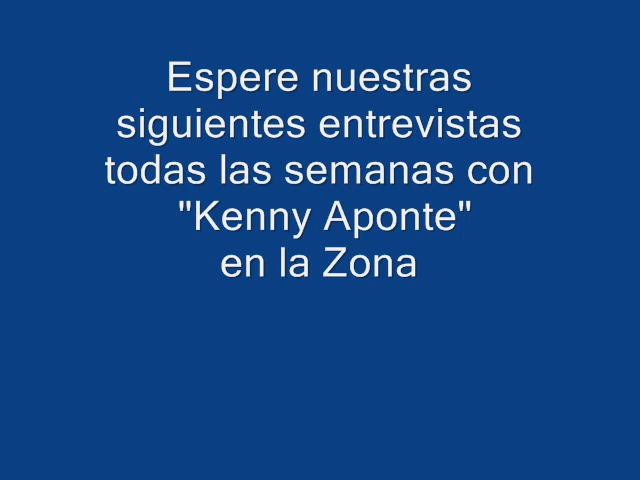 Espere nuestras
siguientes entrevistas
todas las semanas con
"Kenny Aponte"
en la Zona